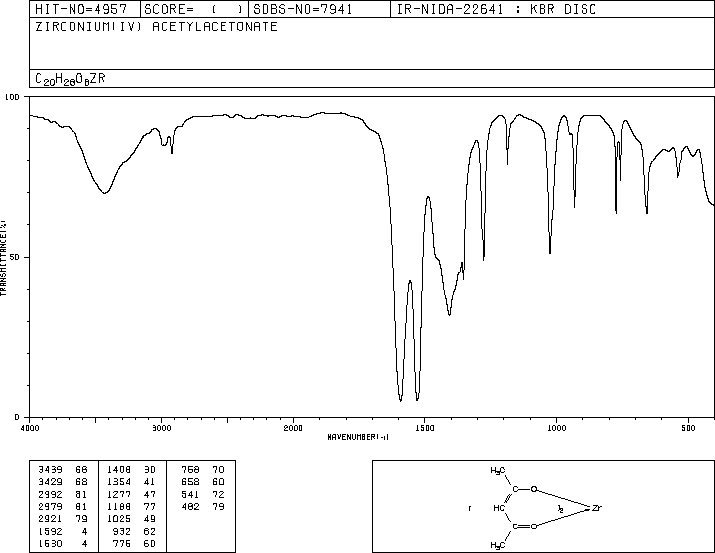 HIT-NO=4957 SCORE= ( ) SDBS-NO=7941 IR-NIDA-22641 : KBR DISC
ZIRCONIUM(IV) ACETYLACETONATE
C20H28O8ZR
100
50
0
TRANSMITTANCE(%)
4000 3000 2000 1500 1000 500
WAVENUMBER(-1)
3439 66 1408 30 768 70
3429 68 1354 41 658 60
2992 81 1277 47 541 72
2979 81 1188 77 482 79
2921 79 1025 49
1592 4 932 62
1530 4 776 60
H3C
C O
HC Zr
C O
H3C